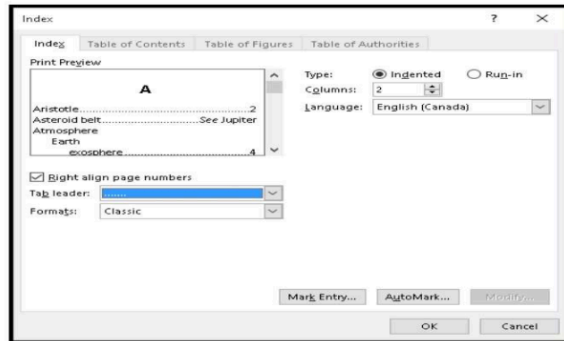 Index ? ×
Index Table of Contents Table of Figures Table of Authorities
Print Preview
A
Aristotle 2
Asteroid belt See Jupiter
Atmosphere
Earth
exosphere 4
Type: Indented Run-in
Columns: 2
Language: English (Canada)
Right align page numbers
Tab leader: .......
Formats: Classic
Mark Entry... AutoMark... Modify...
OK Cancel